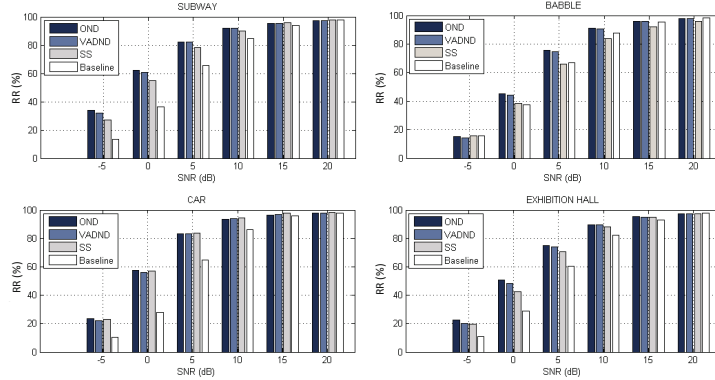 SUBWAY
100
80
60
40
20
0
RR (%)
OND
VADND
SS
Baseline
-5 0 5 10 15 20
SNR (dB)
BABBLE
100
80
60
40
20
0
RR (%)
OND
VADND
SS
Baseline
-5 0 5 10 15 20
SNR (dB)
CAR
100
80
60
40
20
0
RR (%)
OND
VADND
SS
Baseline
-5 0 5 10 15 20
SNR (dB)
EXHIBITION HALL
100
80
60
40
20
0
RR (%)
OND
VADND
SS
Baseline
-5 0 5 10 15 20
SNR (dB)